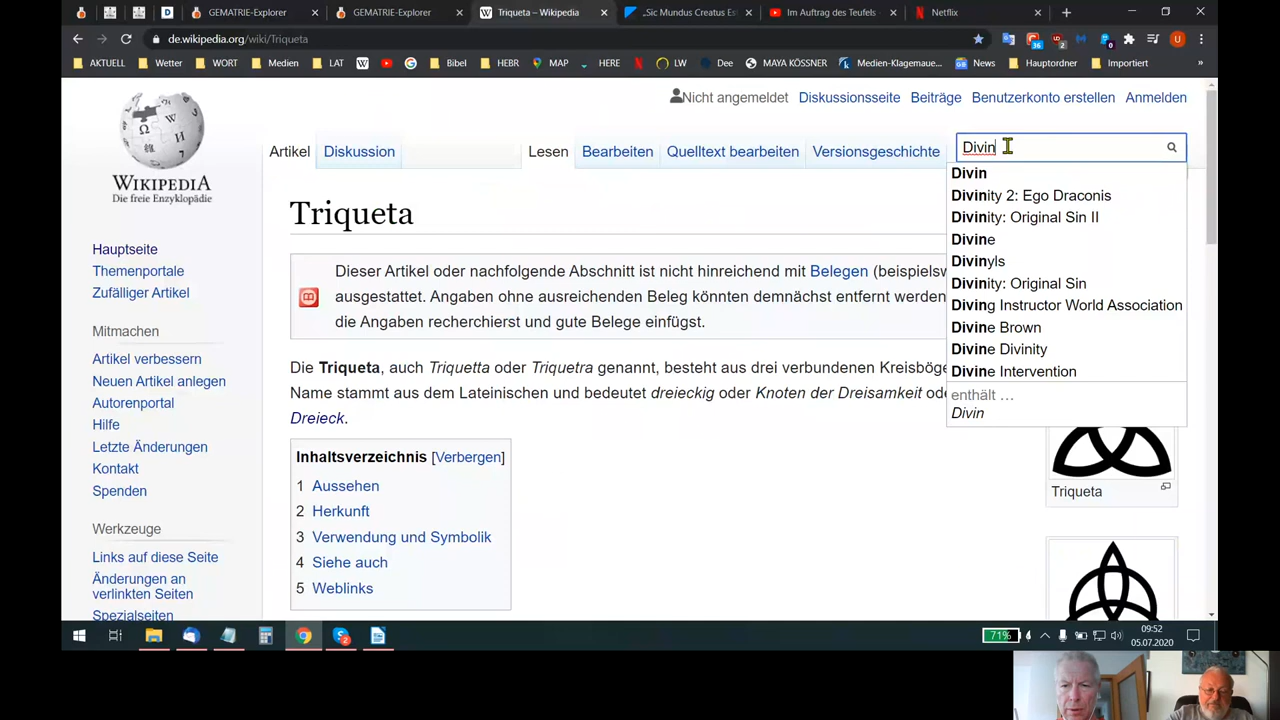 GEMATRIE-Explorer
GEMATRIE-Explorer
Triqueta – Wikipedia
„Sic Mundus Creatus Es
Im Auftrag des Teufels
Netflix
de.wikipedia.org/wiki/Triqueta
AKTUELL Wetter WORT Medien LAT Bibel HEBR MAP HERE LW Dee MAYA KÖSSNER Medien-Klagemaue... News Hauptordner Importiert
Nicht angemeldet Diskussionsseite Beiträge Benutzerkonto erstellen Anmelden
WIKIPEDIA
Die freie Enzyklopädie
Artikel Diskussion Lesen Bearbeiten Quelltext bearbeiten Versionsgeschichte
Divin
Divin
Divinity 2: Ego Draconis
Divinity: Original Sin II
Divine
Divinyls
Divinity: Original Sin
Diving Instructor World Association
Divine Brown
Divine Divinity
Divine Intervention
enthält ...
Divin
Hauptseite
Themenportale
Zufälliger Artikel
Mitmachen
Artikel verbessern
Neuen Artikel anlegen
Autorenportal
Hilfe
Letzte Änderungen
Kontakt
Spenden
Werkzeuge
Links auf diese Seite
Änderungen an
verlinkten Seiten
Spezialseiten
Triqueta
Dieser Artikel oder nachfolgende Abschnitt ist nicht hinreichend mit Belegen (beispielsw
ausgestattet. Angaben ohne ausreichenden Beleg könnten demnächst entfernt werden
die Angaben recherchierst und gute Belege einfügst.
Die Triqueta, auch Triquetta oder Triquetra genannt, besteht aus drei verbundenen Kreisböge
Name stammt aus dem Lateinischen und bedeutet dreieckig oder Knoten der Dreisamkeit od
Dreieck.
Inhaltsverzeichnis [Verbergen]
1 Aussehen
2 Herkunft
3 Verwendung und Symbolik
4 Siehe auch
5 Weblinks
Triqueta
71%
09:52
05.07.2020